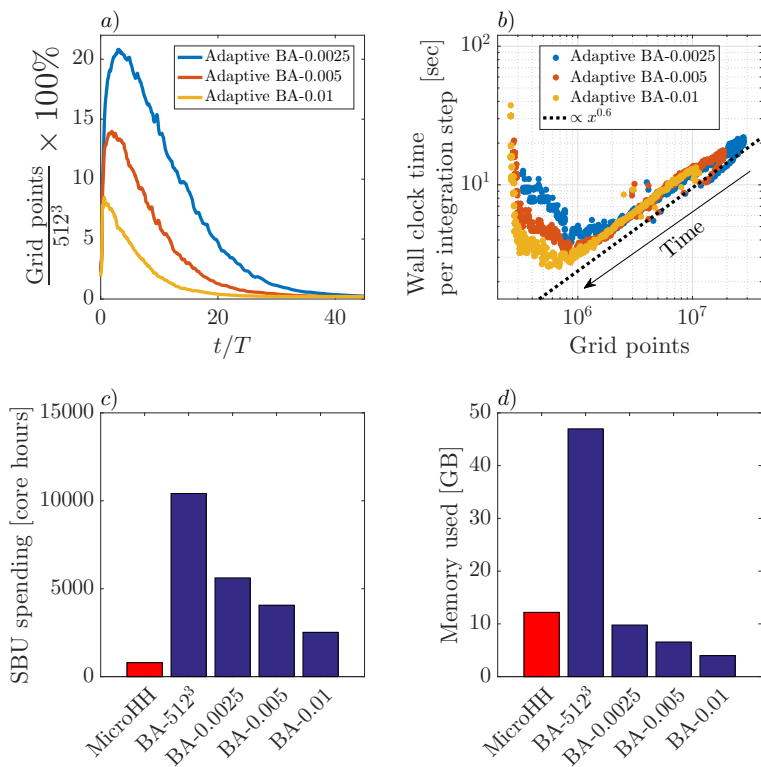 a)
Grid points
512³ × 100%
20
15
10
5
0
0 20 40
t/T
Adaptive BA-0.0025
Adaptive BA-0.005
Adaptive BA-0.01
b)
Wall clock time [sec]
per integration step
10²
10¹
10⁶ 10⁷
Grid points
Adaptive BA-0.0025
Adaptive BA-0.005
Adaptive BA-0.01
∝ x^0.6
Time
c)
SBU spending [core hours]
15000
10000
5000
0
MicroHH
BA-512³
BA-0.0025
BA-0.005
BA-0.01
d)
Memory used [GB]
50
40
30
20
10
0
MicroHH
BA-512³
BA-0.0025
BA-0.005
BA-0.01